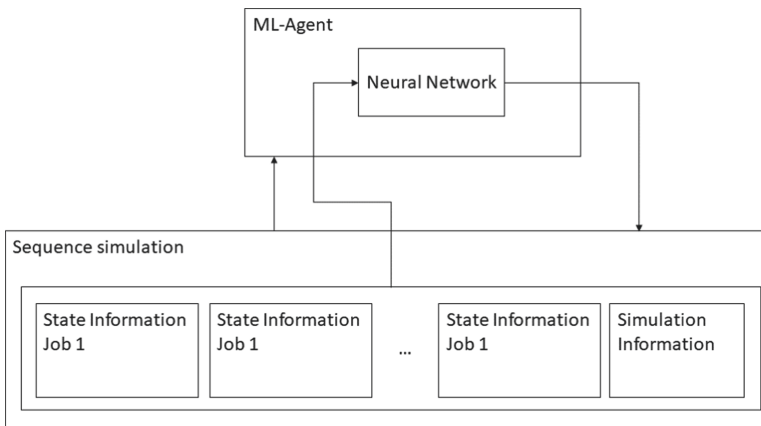 ML-Agent
Neural Network
Sequence simulation
State Information
Job 1
State Information
Job 1
...
State Information
Job 1
Simulation
Information